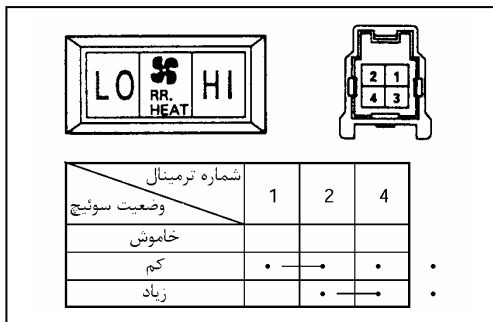 LO RR. HEAT HI
2 1
4 3
شماره ترمینال 1 2 4
وضعیت سوئیچ
خاموش
کم
زیاد